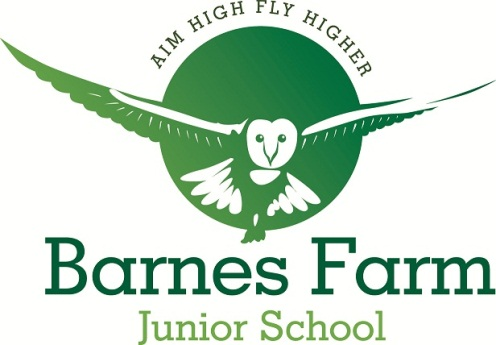 AIM HIGH FLY HIGHER
Barnes Farm
Junior School